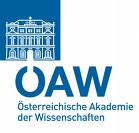 ÖAW
Österreichische Akademie
der Wissenschaften